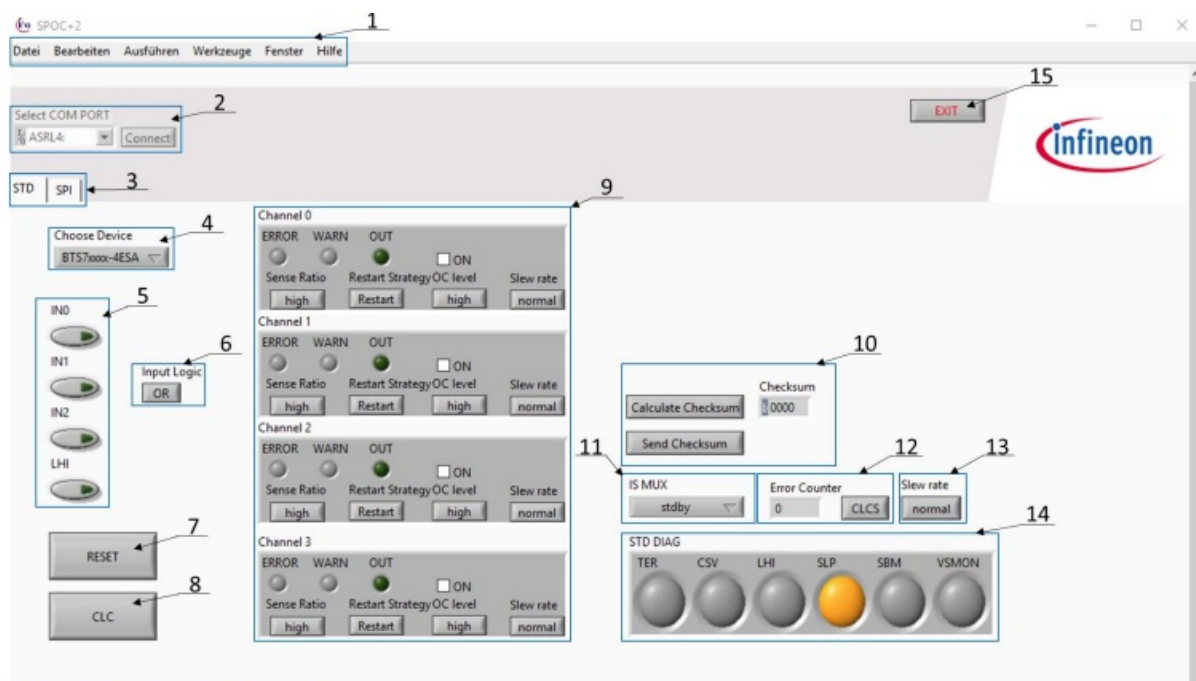 SPOC+2
1
Datei Bearbeiten Ausführen Werkzeuge Fenster Hilfe
15
EXIT
infineon
2
Select COM PORT
ASRL4: Connect
3
STD SPI
4
Choose Device
BTS7xxxx-4ESA
5
IN0
IN1
IN2
LHI
6
Input Logic
OR
7
RESET
8
CLC
9
Channel 0
ERROR WARN OUT
ON
Sense Ratio Restart Strategy OC level Slew rate
high Restart high normal
Channel 1
ERROR WARN OUT
ON
Sense Ratio Restart Strategy OC level Slew rate
high Restart high normal
Channel 2
ERROR WARN OUT
ON
Sense Ratio Restart Strategy OC level Slew rate
high Restart high normal
Channel 3
ERROR WARN OUT
ON
Sense Ratio Restart Strategy OC level Slew rate
high Restart high normal
10
Checksum
Calculate Checksum 0000
Send Checksum
11
IS MUX
stdby
12
Error Counter
0 CLCS
13
Slew rate
normal
14
STD DIAG
TER CSV LHI SLP SBM VSMON